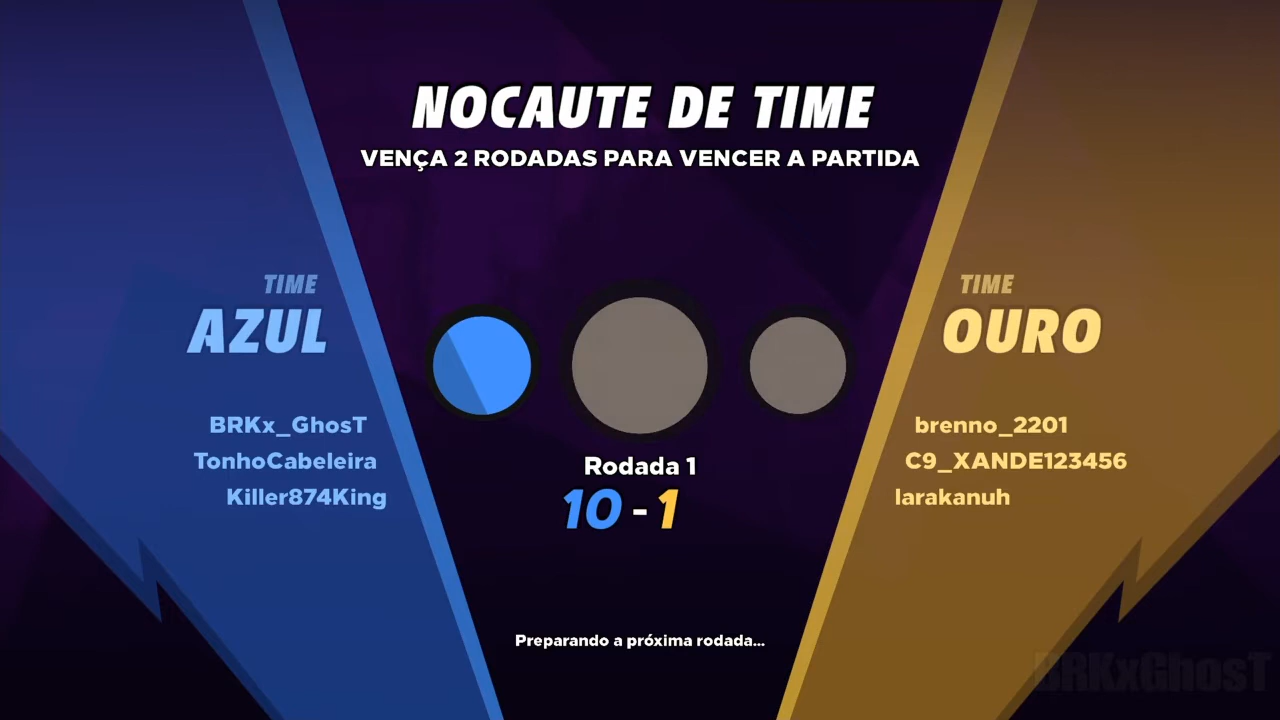 NOCAUTE DE TIME
VENÇA 2 RODADAS PARA VENCER A PARTIDA
TIME
AZUL
BRKx_GhosT
TonhoCabeleira
Killer874King
Rodada 1
10 - 1
TIME
OURO
brenno_2201
C9_XANDE123456
larakanuh
Preparando a próxima rodada...
BRKxGhosT